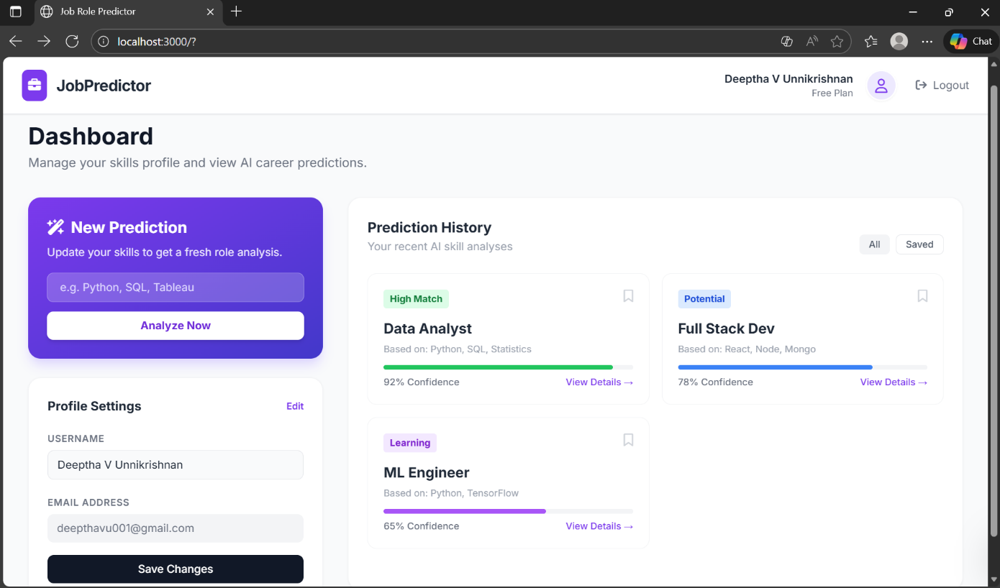 Job Role Predictor
localhost:3000/?
Chat
JobPredictor
Deeptha V Unnikrishnan
Free Plan
Logout
Dashboard
Manage your skills profile and view AI career predictions.
New Prediction
Update your skills to get a fresh role analysis.
e.g. Python, SQL, Tableau
Analyze Now
Profile Settings
Edit
USERNAME
Deeptha V Unnikrishnan
EMAIL ADDRESS
deepthavu001@gmail.com
Save Changes
Prediction History
Your recent AI skill analyses
All
Saved
High Match
Data Analyst
Based on: Python, SQL, Statistics
92% Confidence
View Details →
Potential
Full Stack Dev
Based on: React, Node, Mongo
78% Confidence
View Details →
Learning
ML Engineer
Based on: Python, TensorFlow
65% Confidence
View Details →